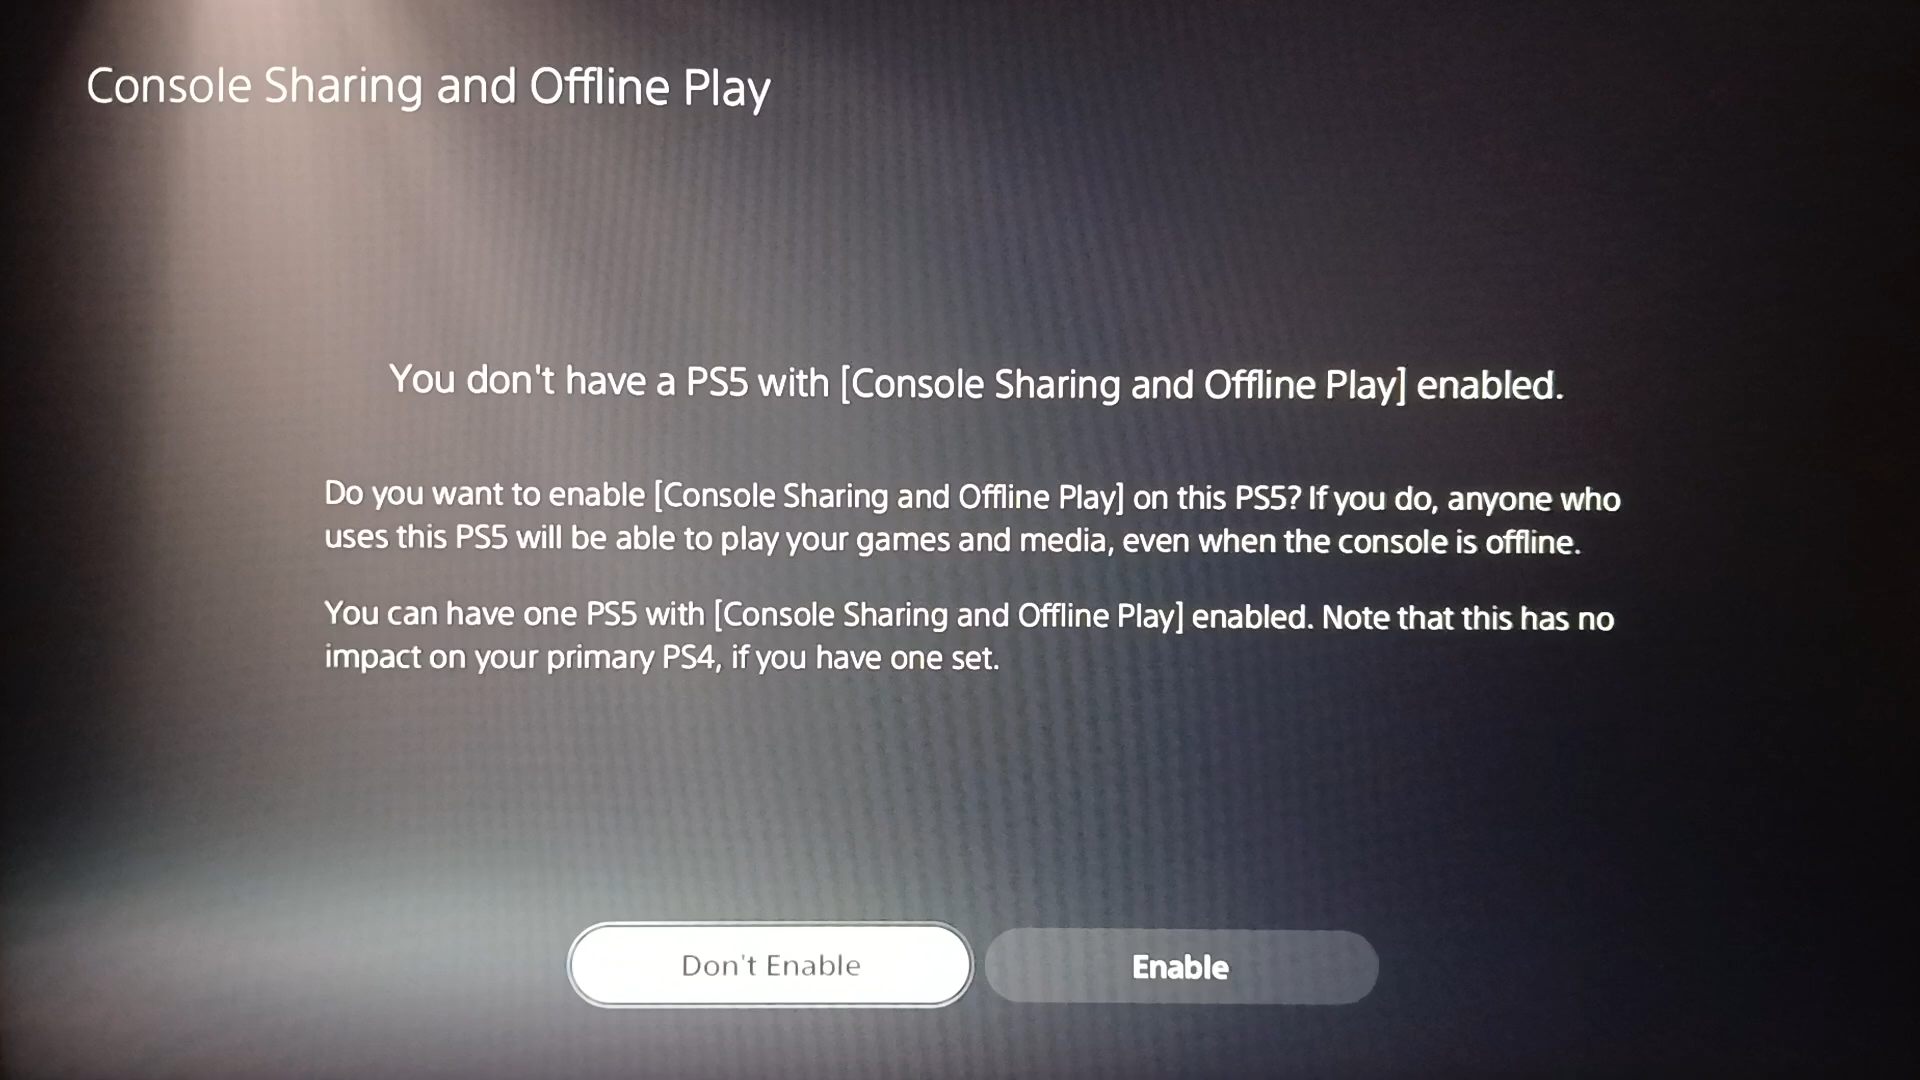 Console Sharing and Offline Play
You don't have a PS5 with [Console Sharing and Offline Play] enabled.
Do you want to enable [Console Sharing and Offline Play] on this PS5? If you do, anyone who
uses this PS5 will be able to play your games and media, even when the console is offline.
You can have one PS5 with [Console Sharing and Offline Play] enabled. Note that this has no
impact on your primary PS4, if you have one set.
Don't Enable
Enable